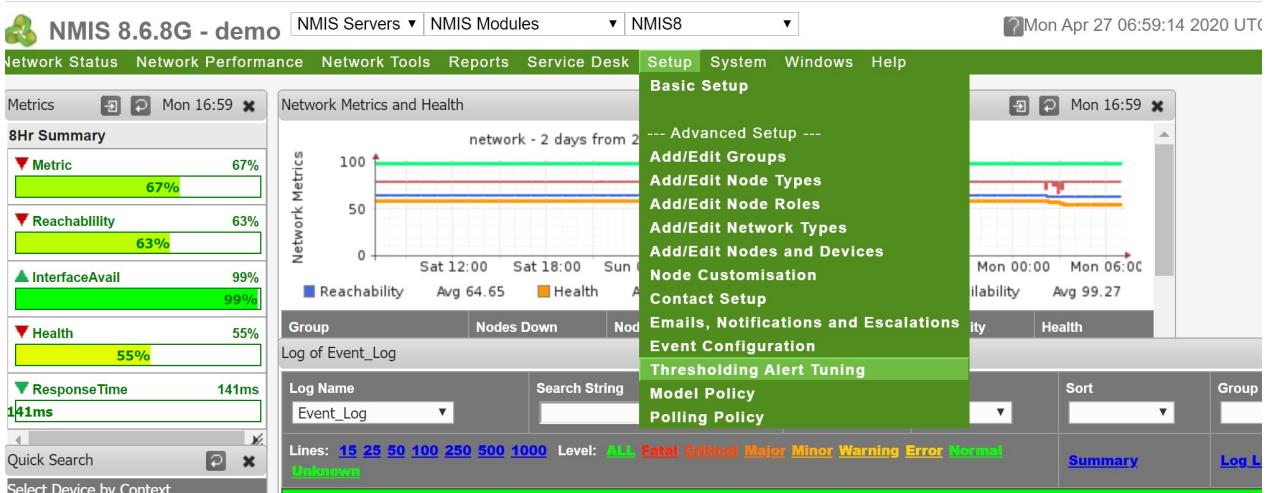 NMIS 8.6.8G - demo
NMIS Servers ▼ NMIS Modules ▼ NMIS8 ▼
? Mon Apr 27 06:59:14 2020 UTC
Network Status Network Performance Network Tools Reports Service Desk Setup System Windows Help
Basic Setup
--- Advanced Setup ---
Add/Edit Groups
Add/Edit Node Types
Add/Edit Node Roles
Add/Edit Network Types
Add/Edit Nodes and Devices
Node Customisation
Contact Setup
Emails, Notifications and Escalations
Event Configuration
Thresholding Alert Tuning
Model Policy
Polling Policy
Metrics Mon 16:59
8Hr Summary
Metric 67%
67%
Reachablility 63%
63%
InterfaceAvail 99%
99%
Health 55%
55%
ResponseTime 141ms
141ms
Quick Search
Select Device by Context
Network Metrics and Health Mon 16:59
network - 2 days from 2
Network Metrics
100
50
0
Sat 12:00 Sat 18:00 Sun Mon 00:00 Mon 06:00
Reachability Avg 64.65 Health ilability Avg 99.27
Group Nodes Down Nod ity Health
Log of Event_Log
Log Name Search String Sort Group
Event_Log ▼
Lines: 15 25 50 100 250 500 1000 Level: ALL Fatal Critical Major Minor Warning Error Normal
Unknown
Summary Log L